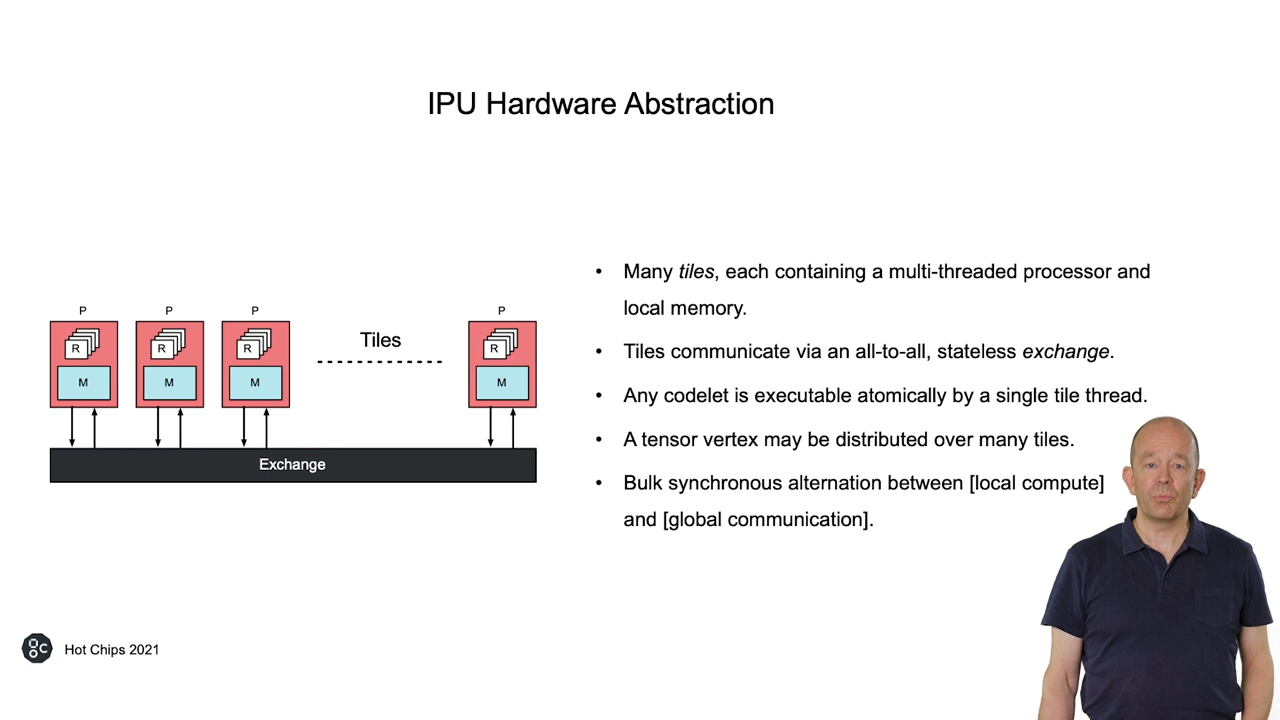 IPU Hardware Abstraction
P P P P
R R R Tiles R
M M M M
Exchange
• Many tiles, each containing a multi-threaded processor and
local memory.
• Tiles communicate via an all-to-all, stateless exchange.
• Any codelet is executable atomically by a single tile thread.
• A tensor vertex may be distributed over many tiles.
• Bulk synchronous alternation between [local compute]
and [global communication].
Hot Chips 2021